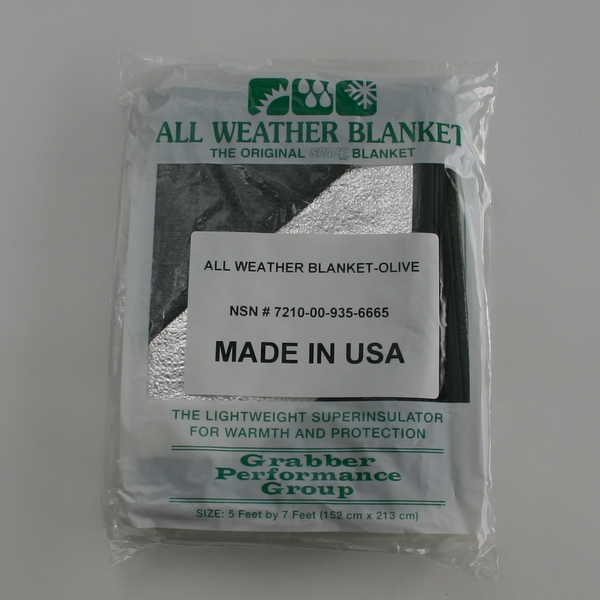 ALL WEATHER BLANKET
THE ORIGINAL SPACE BLANKET
ALL WEATHER BLANKET-OLIVE
NSN # 7210-00-935-6665
MADE IN USA
THE LIGHTWEIGHT SUPERINSULATOR
FOR WARMTH AND PROTECTION
Grabber
Performance
Group
SIZE: 5 Feet by 7 Feet (152 cm x 213 cm)